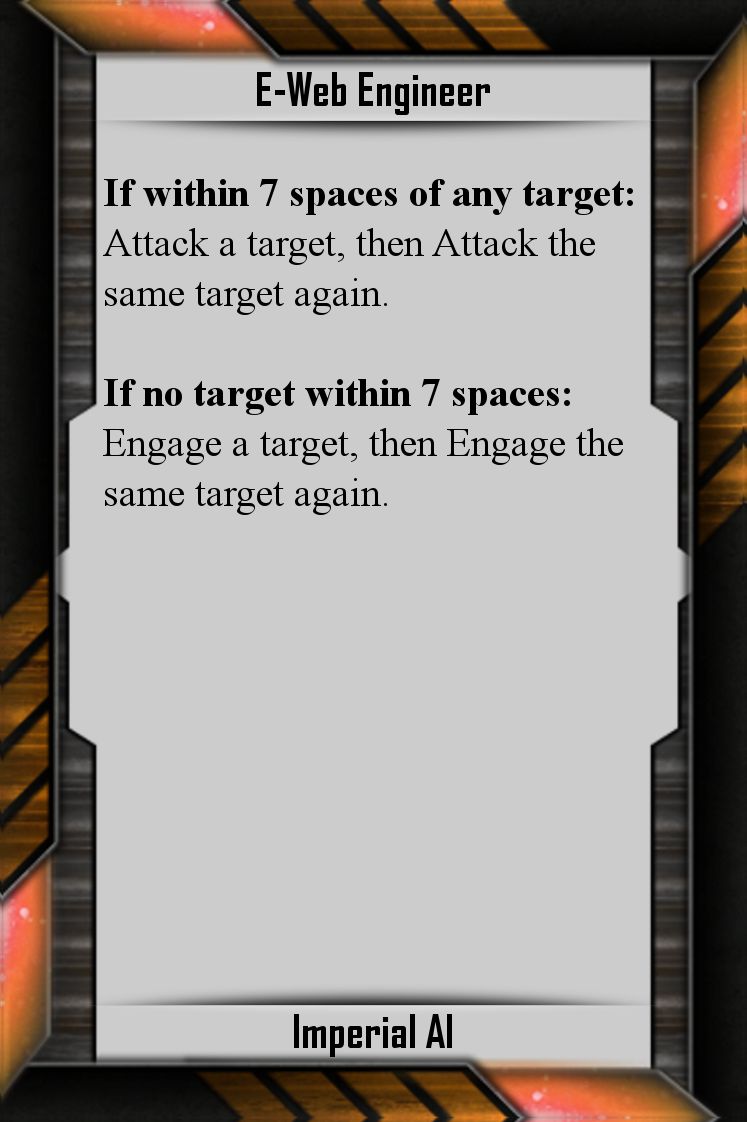 E-Web Engineer
If within 7 spaces of any target:
Attack a target, then Attack the
same target again.
If no target within 7 spaces:
Engage a target, then Engage the
same target again.
Imperial AI